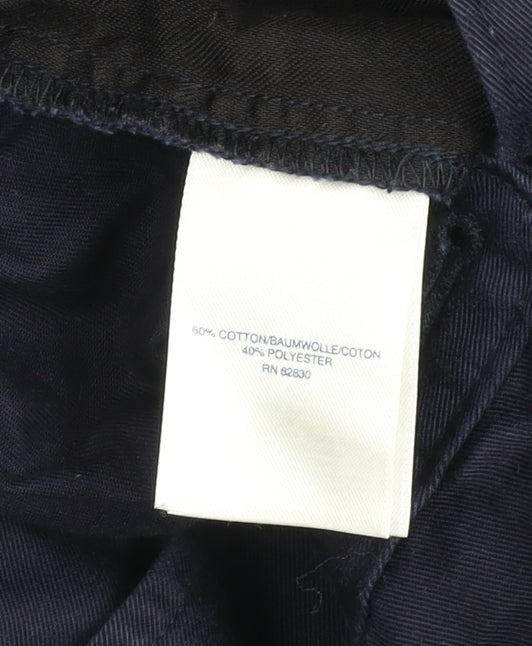 60% COTTON/BAUMWOLLE/COTON
40% POLYESTER
RN 62830